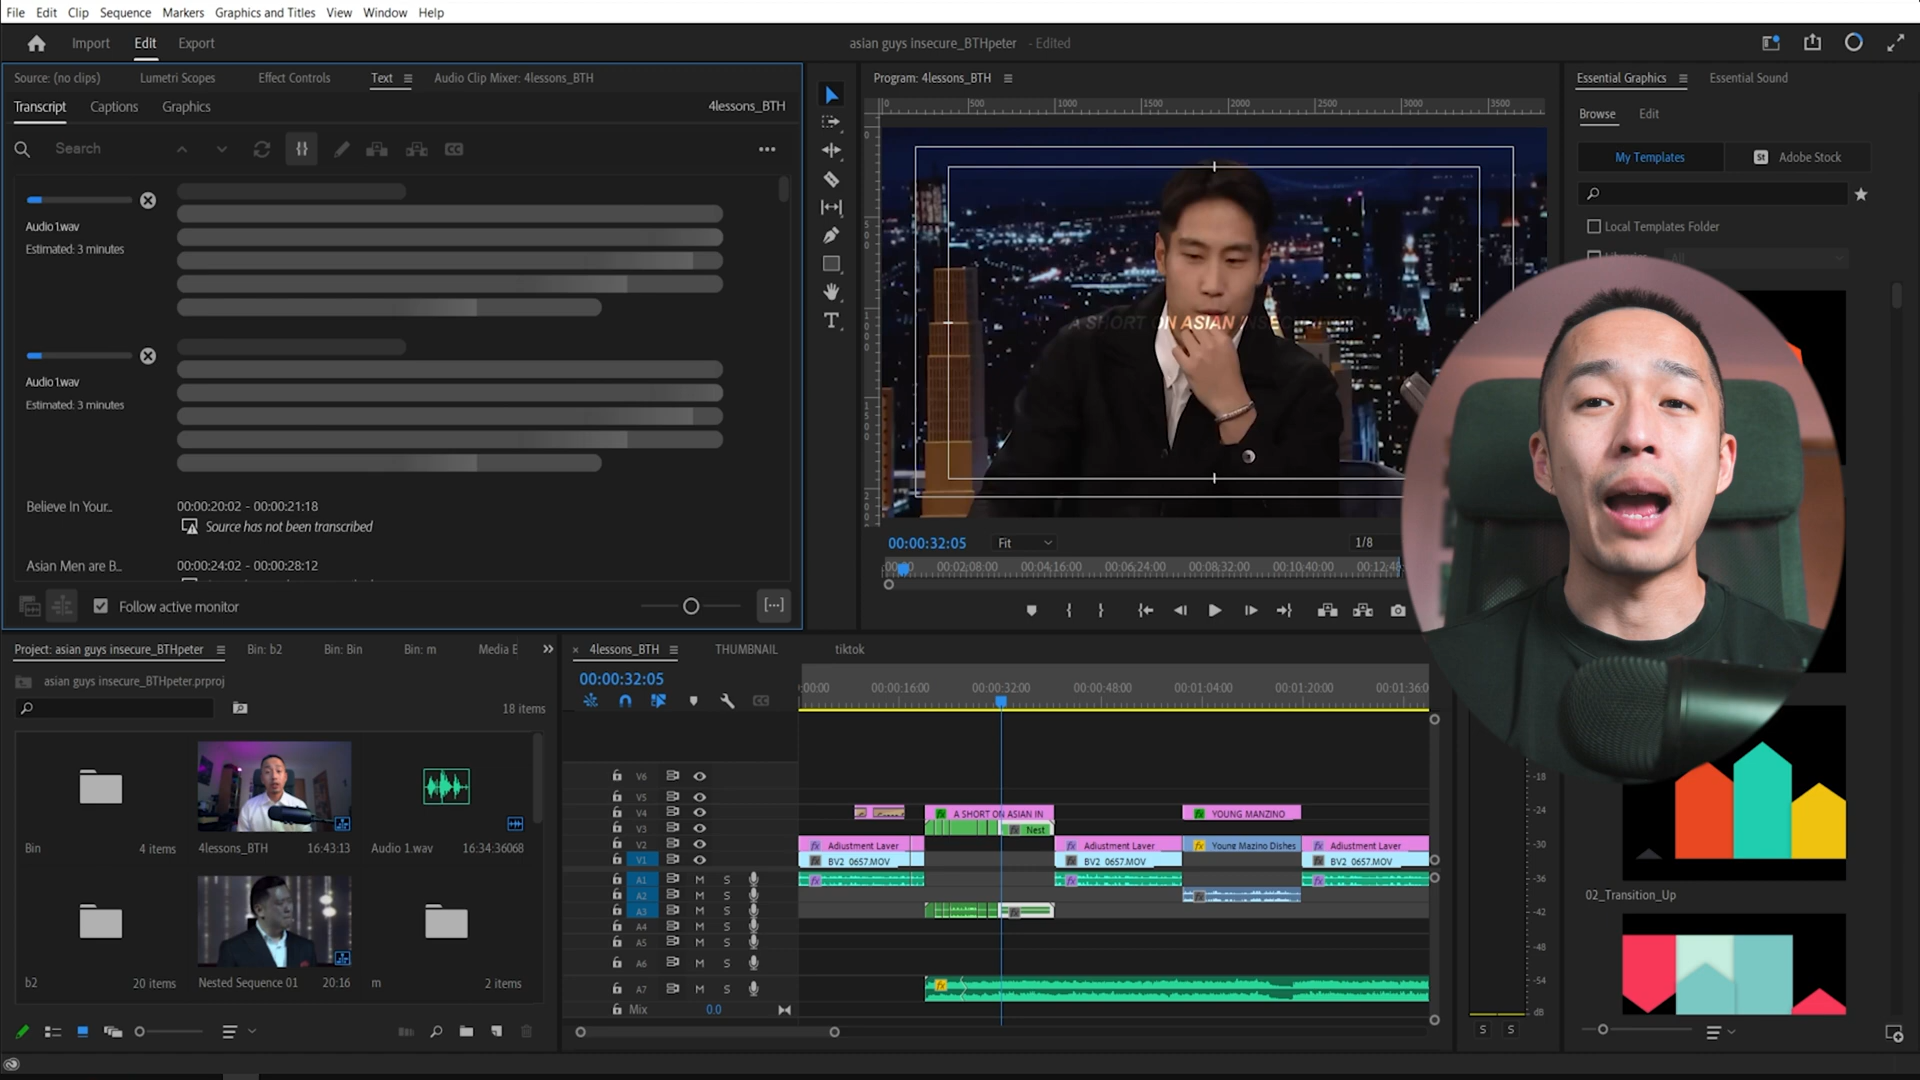 File Edit Clip Sequence Markers Graphics and Titles View Window Help
Import Edit Export
asian guys insecure_BTHpeter - Edited
Source: (no clips) Lumetri Scopes Effect Controls Text Audio Clip Mixer: 4lessons_BTH
Transcript Captions Graphics 4lessons_BTH
Search
Audio 1.wav
Estimated: 3 minutes
Audio 1.wav
Estimated: 3 minutes
Believe In Your... 00:00:20:02 - 00:00:21:18
Source has not been transcribed
Asian Men are B... 00:00:24:02 - 00:00:28:12
Follow active monitor
Program: 4lessons_BTH
0 500 1000 1500 2000 2500 3000 3500
A SHORT ON ASIAN
00:00:32:05 Fit 1/8
00:00 00:02:08:00 00:04:16:00 00:06:24:00 00:08:32:00 00:10:40:00 00:12:48
Essential Graphics Essential Sound
Browse Edit
My Templates St Adobe Stock
Local Templates Folder
02_Transition_Up
Project: asian guys insecure_BTHpeter Bin: b2 Bin: Bin Bin: m Media E
asian guys insecure_BTHpeter.prproj
18 items
Bin 4 items 4lessons_BTH 16:43:13 Audio 1.wav 16:34:36068
b2 20 items Nested Sequence 01 20:16 m 2 items
4lessons_BTH THUMBNAIL tiktok
00:00:32:05
:00:00 00:00:16:00 00:00:32:00 00:00:48:00 00:01:04:00 00:01:20:00 00:01:36:0
V6
V5
V4 A SHORT ON ASIAN IN YOUNG MANZINO
V3 Nest
V2 Adjustment Layer Adjustment Layer Young Mazino Dishes Adjustment Layer
V1 BV2_0657.MOV BV2_0657.MOV BV2_0657.MOV
A1 M S
A2 M S
A3 M S
A4 M S
A5 M S
A6 M S
A7 M S
Mix 0.0
-18
-24
-30
-36
-42
-48
-54
dB
S S